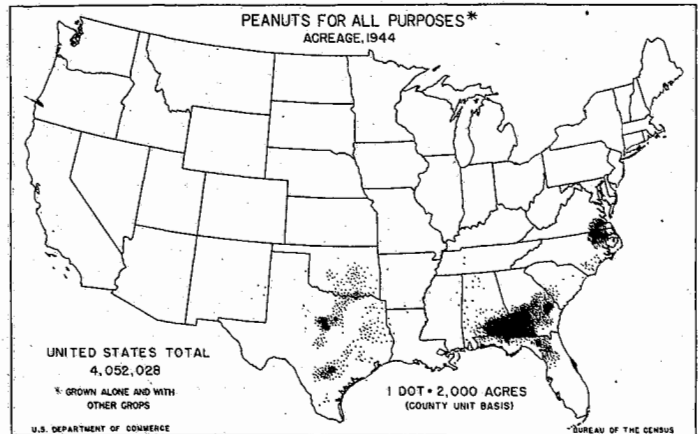 PEANUTS FOR ALL PURPOSES*
ACREAGE, 1944
UNITED STATES TOTAL
4,052,028
* GROWN ALONE AND WITH
OTHER CROPS
1 DOT • 2,000 ACRES
(COUNTY UNIT BASIS)
U.S. DEPARTMENT OF COMMERCE
BUREAU OF THE CENSUS